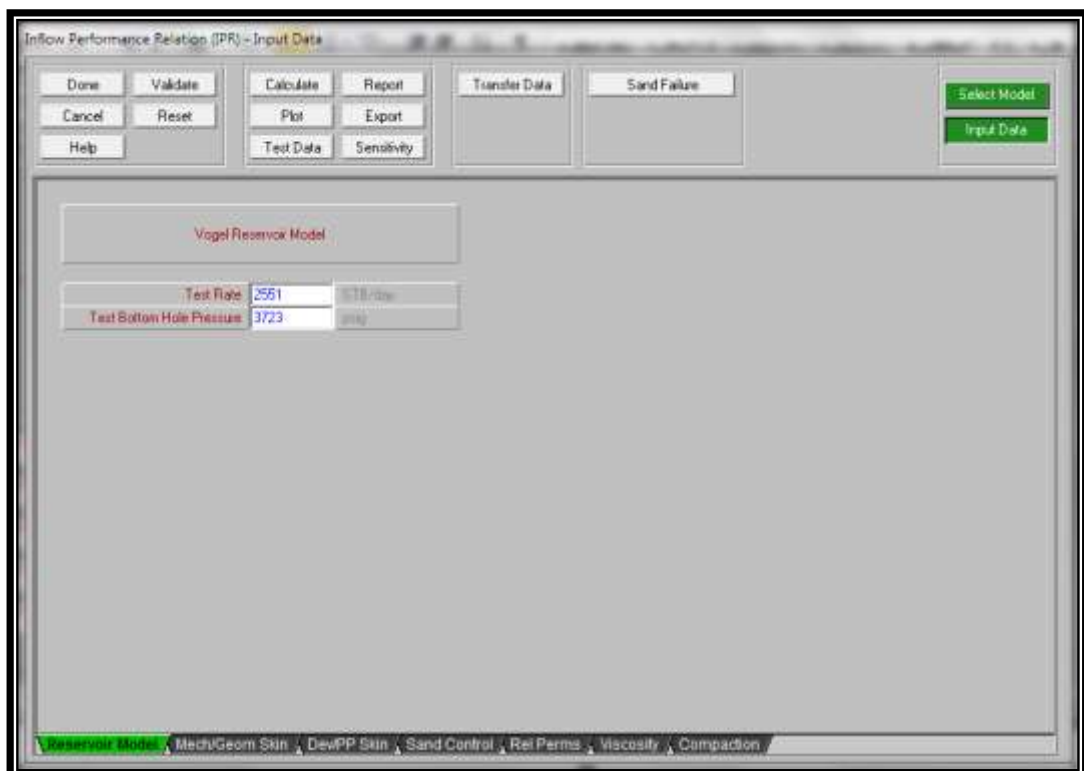 Inflow Performance Relation (IPR) - Input Data
Done Validate Calculate Report Transfer Data Sand Failure Select Model
Cancel Reset Plot Export Input Data
Help Test Data Sensitivity
Vogel Reservoir Model
Test Rate 2551 STB/day
Test Bottom Hole Pressure 3723 psig
Reservoir Model Mech/Geom Skin Dev/PP Skin Sand Control Rel Perms Viscosity Compaction